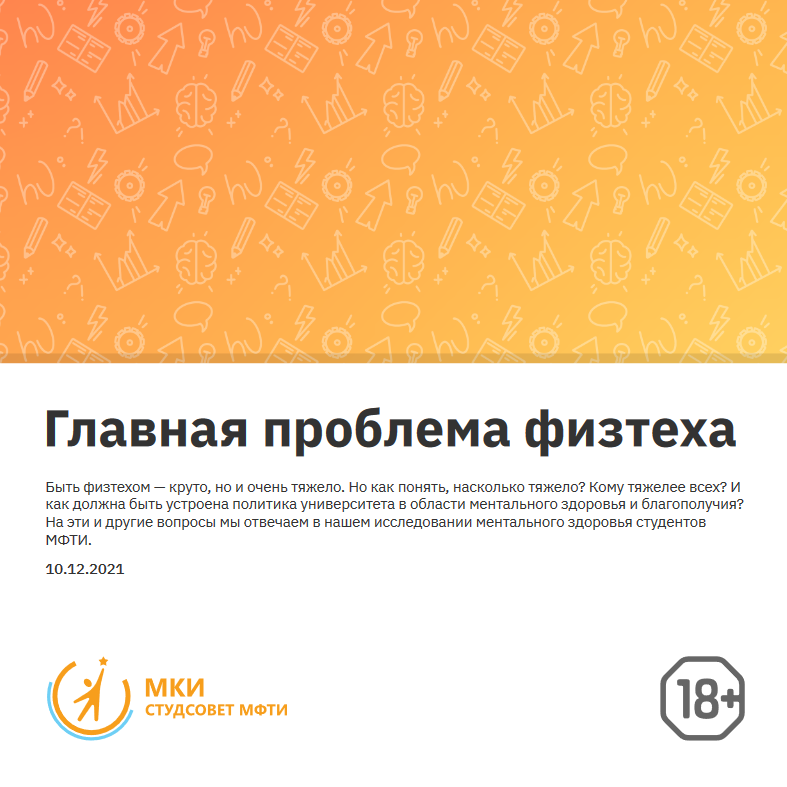 Главная проблема физтеха
Быть физтехом — круто, но и очень тяжело. Но как понять, насколько тяжело? Кому тяжелее всех? И
как должна быть устроена политика университета в области ментального здоровья и благополучия?
На эти и другие вопросы мы отвечаем в нашем исследовании ментального здоровья студентов
МФТИ.
10.12.2021
МКИ
СТУДСОВЕТ МФТИ
18+